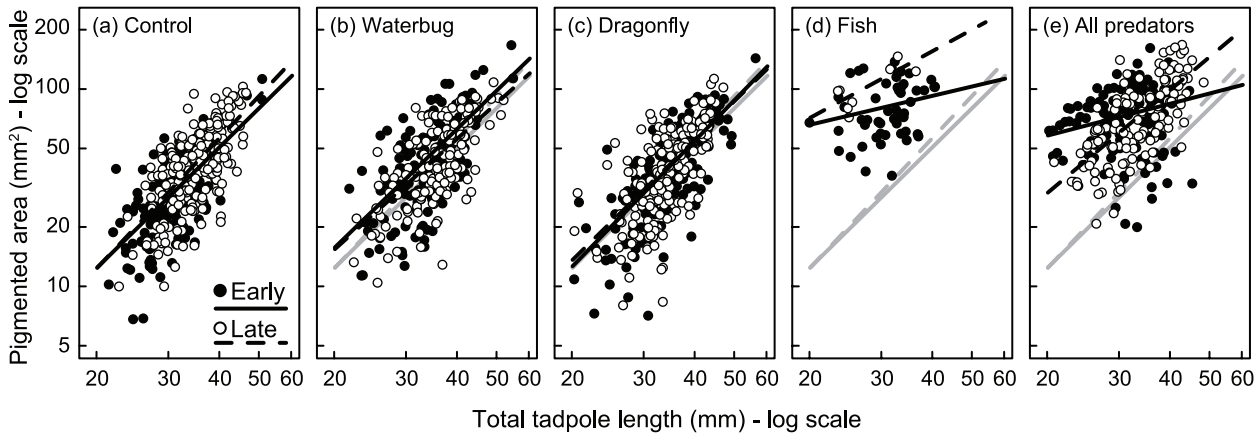 Pigmented area (mm²) - log scale
200
100
50
20
10
5
(a) Control
(b) Waterbug
(c) Dragonfly
(d) Fish
(e) All predators
Early
Late
20 30 40 50 60
20 30 40 50 60
20 30 40 50 60
20 30 40 50 60
20 30 40 50 60
Total tadpole length (mm) - log scale